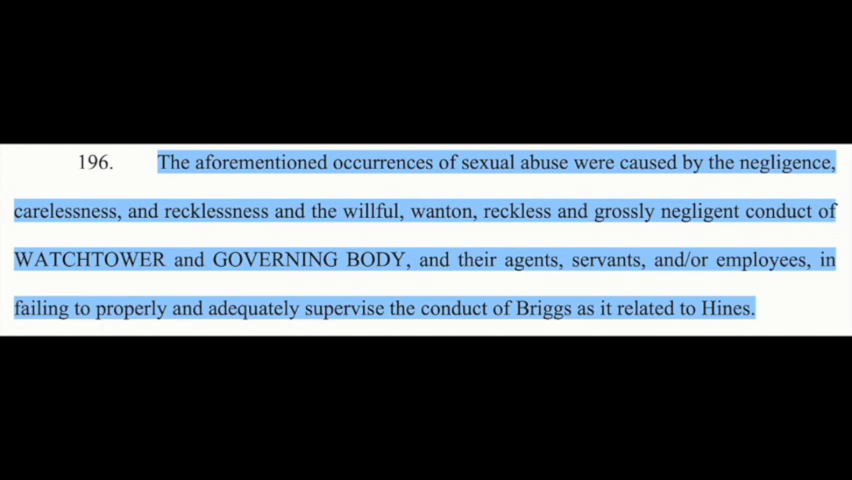 196. The aforementioned occurrences of sexual abuse were caused by the negligence,
carelessness, and recklessness and the willful, wanton, reckless and grossly negligent conduct of
WATCHTOWER and GOVERNING BODY, and their agents, servants, and/or employees, in
failing to properly and adequately supervise the conduct of Briggs as it related to Hines.